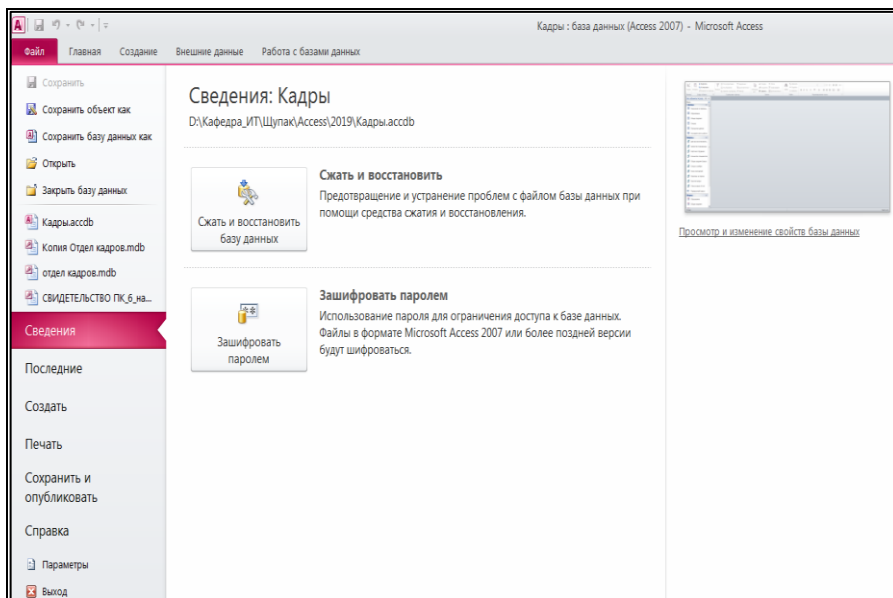 Кадры : база данных (Access 2007) - Microsoft Access
Файл Главная Создание Внешние данные Работа с базами данных
Сохранить
Сохранить объект как
Сохранить базу данных как
Открыть
Закрыть базу данных
Кадры.accdb
Копия Отдел кадров.mdb
отдел кадров.mdb
СВИДЕТЕЛЬСТВО ПК_6_на...
Сведения
Последние
Создать
Печать
Сохранить и
опубликовать
Справка
Параметры
Выход
Сведения: Кадры
D:\Кафедра_ИТ\Щупак\Access\2019\Кадры.accdb
Сжать и восстановить
базу данных
Сжать и восстановить
Предотвращение и устранение проблем с файлом базы данных при
помощи средства сжатия и восстановления.
Зашифровать
паролем
Зашифровать паролем
Использование пароля для ограничения доступа к базе данных.
Файлы в формате Microsoft Access 2007 или более поздней версии
будут шифроваться.
Просмотр и изменение свойств базы данных